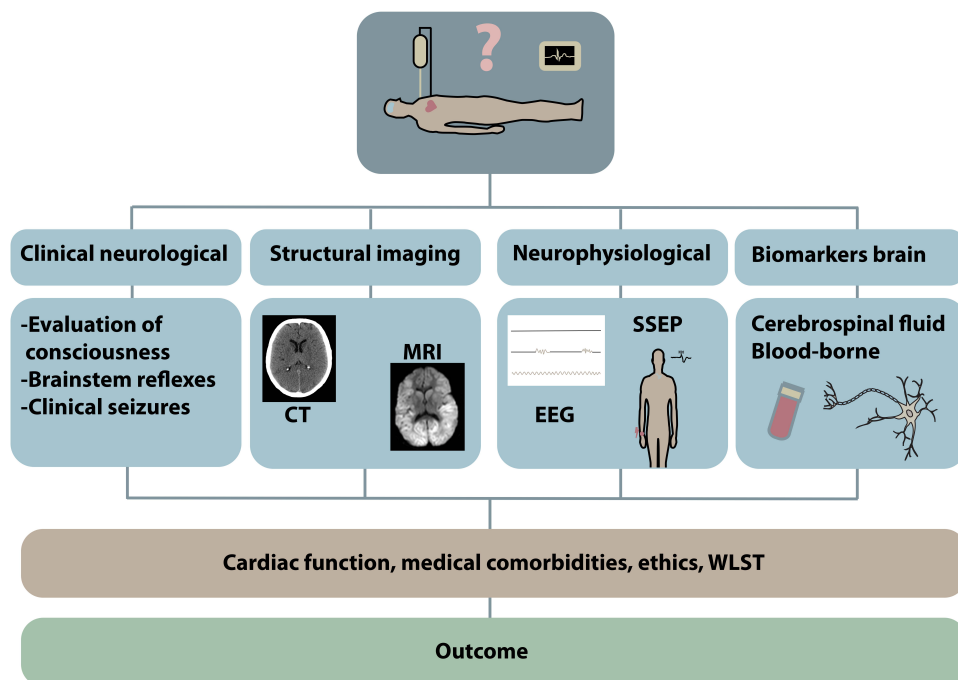 ?
Clinical neurological
Structural imaging
Neurophysiological
Biomarkers brain
-Evaluation of
consciousness
-Brainstem reflexes
-Clinical seizures
CT
MRI
EEG
SSEP
Cerebrospinal fluid
Blood-borne
Cardiac function, medical comorbidities, ethics, WLST
Outcome